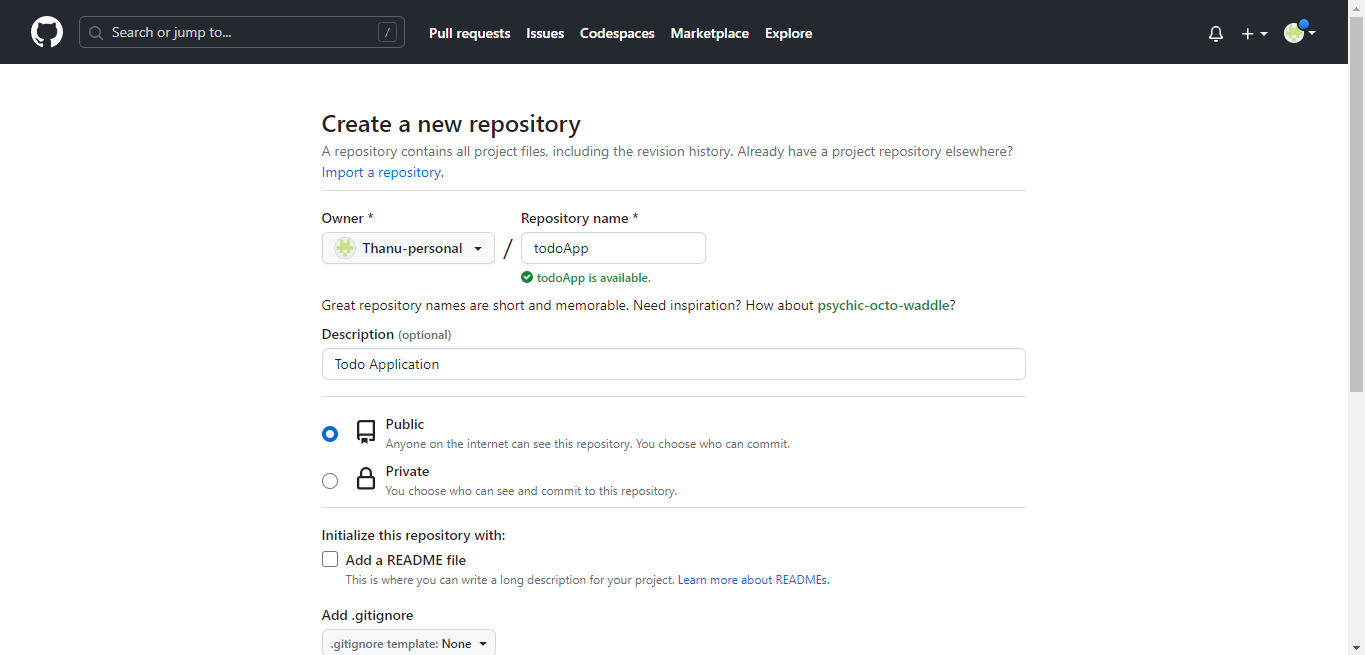 Search or jump to... /
Pull requests Issues Codespaces Marketplace Explore
Create a new repository
A repository contains all project files, including the revision history. Already have a project repository elsewhere?
Import a repository.
Owner * Repository name *
Thanu-personal / todoApp
todoApp is available.
Great repository names are short and memorable. Need inspiration? How about psychic-octo-waddle?
Description (optional)
Todo Application
Public
Anyone on the internet can see this repository. You choose who can commit.
Private
You choose who can see and commit to this repository.
Initialize this repository with:
Add a README file
This is where you can write a long description for your project. Learn more about READMEs.
Add .gitignore
.gitignore template: None